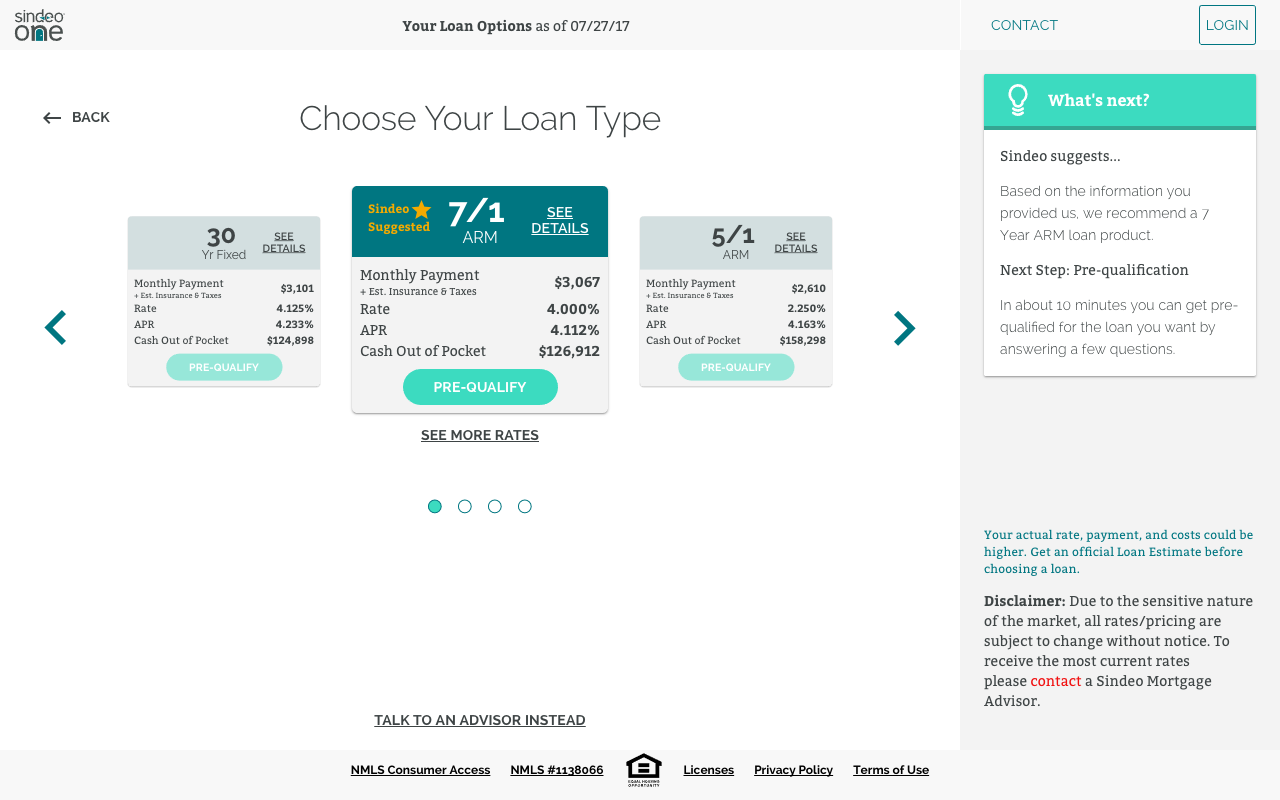 sindeo
one
Your Loan Options as of 07/27/17
CONTACT
LOGIN
BACK
Choose Your Loan Type
30
Yr Fixed
SEE
DETAILS
Monthly Payment
+ Est. Insurance & Taxes
$3,101
Rate 4.125%
APR 4.233%
Cash Out of Pocket $124,898
PRE-QUALIFY
Sindeo
Suggested
7/1
ARM
SEE
DETAILS
Monthly Payment
+ Est. Insurance & Taxes
$3,067
Rate 4.000%
APR 4.112%
Cash Out of Pocket $126,912
PRE-QUALIFY
SEE MORE RATES
5/1
ARM
SEE
DETAILS
Monthly Payment
+ Est. Insurance & Taxes
$2,610
Rate 2.250%
APR 4.163%
Cash Out of Pocket $158,298
PRE-QUALIFY
TALK TO AN ADVISOR INSTEAD
What's next?
Sindeo suggests...
Based on the information you
provided us, we recommend a 7
Year ARM loan product.
Next Step: Pre-qualification
In about 10 minutes you can get pre-
qualified for the loan you want by
answering a few questions.
Your actual rate, payment, and costs could be
higher. Get an official Loan Estimate before
choosing a loan.
Disclaimer: Due to the sensitive nature
of the market, all rates/pricing are
subject to change without notice. To
receive the most current rates
please contact a Sindeo Mortgage
Advisor.
NMLS Consumer Access
NMLS #1138066
EQUAL HOUSING
OPPORTUNITY
Licenses
Privacy Policy
Terms of Use